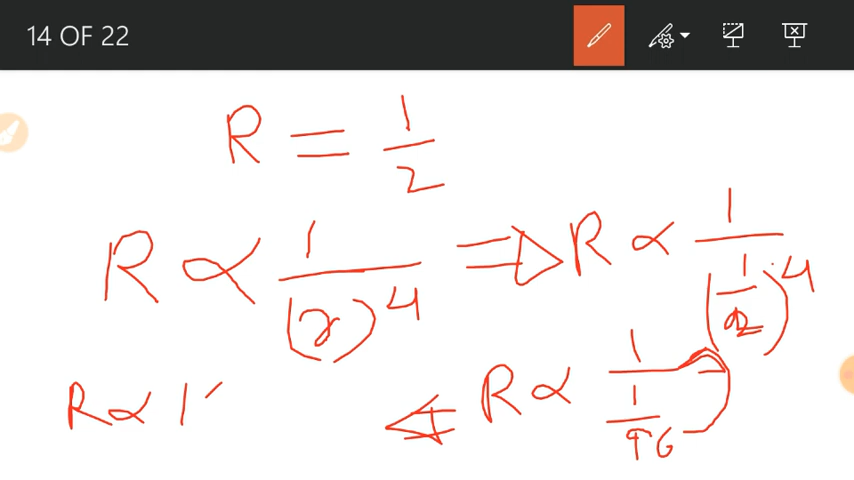 14 OF 22
R = 1/2
R ∝ 1/(r)^4 ⇒ R ∝ 1/(1/2)^4
R ∝ 1 ⇐ R ∝ 1/(1/16)